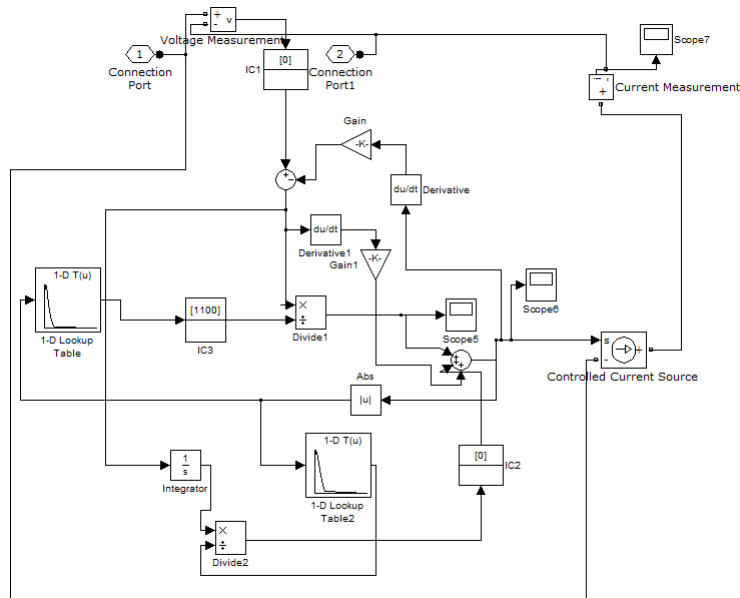 +
-
v
Voltage Measurement
1
Connection
Port
[0]
IC1
2
Connection
Port1
Scope7
+
Current Measurement
Gain
-K-
+
-
du/dt
Derivative
du/dt
Derivative1
-K-
Gain1
1-D T(u)
1-D Lookup
Table
[1100]
IC3
×
÷
Divide1
Scope5
Scope6
+
+
+
s
-
+
Controlled Current Source
Abs
|u|
1
s
Integrator
1-D T(u)
1-D Lookup
Table2
[0]
IC2
×
÷
Divide2